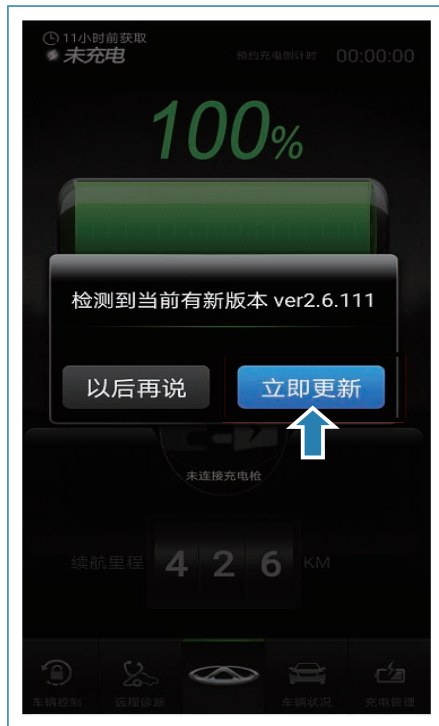 11小时前获取
未充电
预约充电倒计时 00:00:00
100%
检测到当前有新版本 ver2.6.111
以后再说 立即更新
未连接充电枪
续航里程 426 KM
车辆控制 远程诊断 车辆状况 充电管理